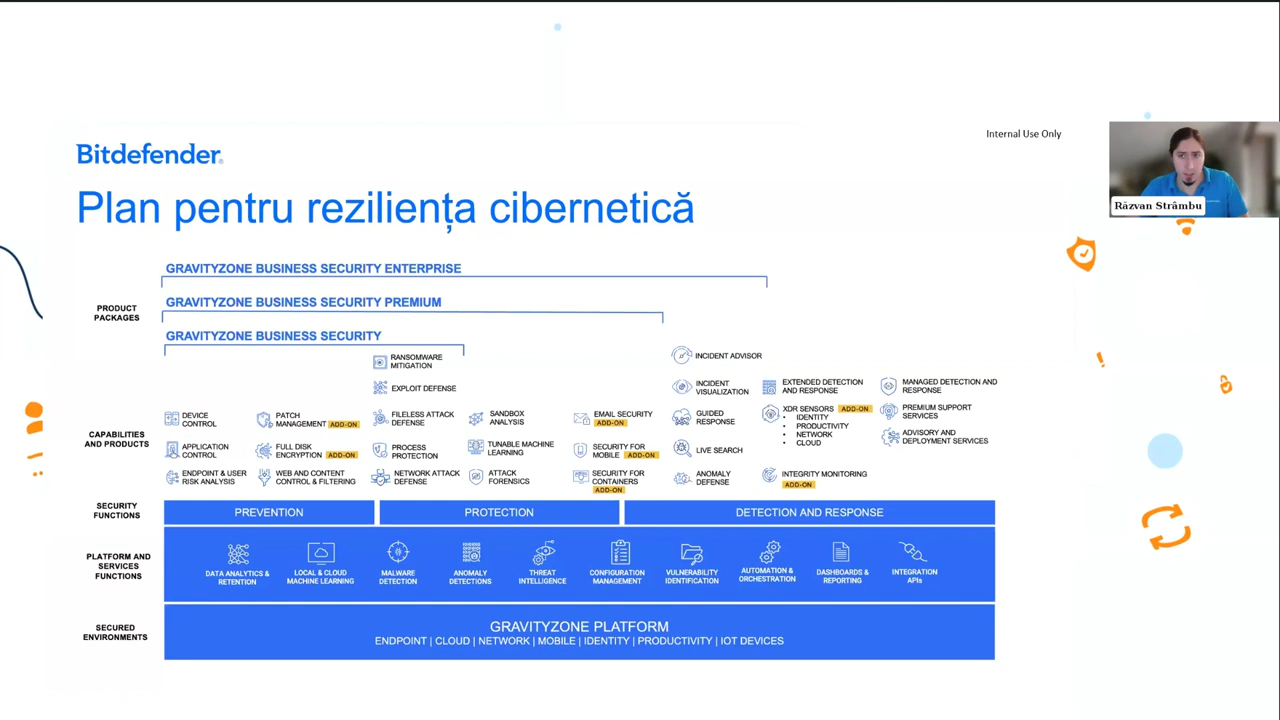 Internal Use Only
Bitdefender
Răzvan Strâmbu
Plan pentru reziliența cibernetică
PRODUCT
PACKAGES
GRAVITYZONE BUSINESS SECURITY ENTERPRISE
GRAVITYZONE BUSINESS SECURITY PREMIUM
GRAVITYZONE BUSINESS SECURITY
CAPABILITIES
AND PRODUCTS
DEVICE
CONTROL
APPLICATION
CONTROL
ENDPOINT & USER
RISK ANALYSIS
PATCH
MANAGEMENT ADD-ON
FULL DISK
ENCRYPTION ADD-ON
WEB AND CONTENT
CONTROL & FILTERING
RANSOMWARE
MITIGATION
EXPLOIT DEFENSE
FILELESS ATTACK
DEFENSE
PROCESS
PROTECTION
NETWORK ATTACK
DEFENSE
SANDBOX
ANALYSIS
TUNABLE MACHINE
LEARNING
ATTACK
FORENSICS
EMAIL SECURITY
ADD-ON
SECURITY FOR
MOBILE ADD-ON
SECURITY FOR
CONTAINERS
ADD-ON
INCIDENT ADVISOR
INCIDENT
VISUALIZATION
GUIDED
RESPONSE
LIVE SEARCH
ANOMALY
DEFENSE
EXTENDED DETECTION
AND RESPONSE
XDR SENSORS ADD-ON
• IDENTITY
• PRODUCTIVITY
• NETWORK
• CLOUD
INTEGRITY MONITORING
ADD-ON
MANAGED DETECTION AND
RESPONSE
PREMIUM SUPPORT
SERVICES
ADVISORY AND
DEPLOYMENT SERVICES
SECURITY
FUNCTIONS
PREVENTION
PROTECTION
DETECTION AND RESPONSE
PLATFORM AND
SERVICES
FUNCTIONS
DATA ANALYTICS &
RETENTION
LOCAL & CLOUD
MACHINE LEARNING
MALWARE
DETECTION
ANOMALY
DETECTIONS
THREAT
INTELLIGENCE
CONFIGURATION
MANAGEMENT
VULNERABILITY
IDENTIFICATION
AUTOMATION &
ORCHESTRATION
DASHBOARDS &
REPORTING
INTEGRATION
APIs
SECURED
ENVIRONMENTS
GRAVITYZONE PLATFORM
ENDPOINT | CLOUD | NETWORK | MOBILE | IDENTITY | PRODUCTIVITY | IOT DEVICES